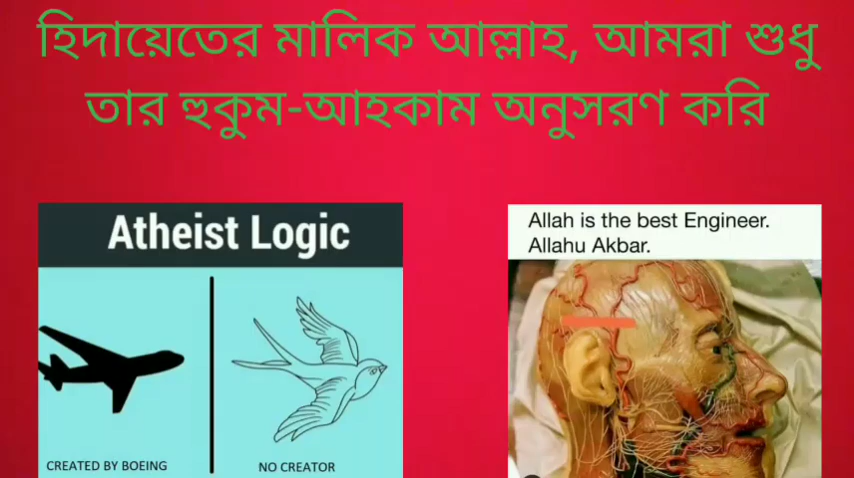 হিদায়েতের মালিক আল্লাহ, আমরা শুধু
তার হুকুম-আহকাম অনুসরণ করি
Atheist Logic
CREATED BY BOEING
NO CREATOR
Allah is the best Engineer.
Allahu Akbar.